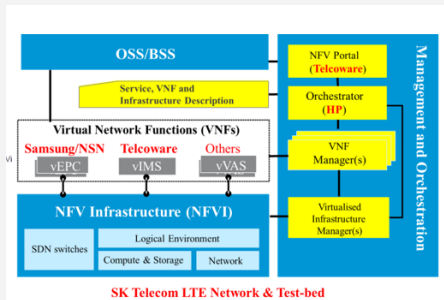 OSS/BSS
Service, VNF and
Infrastructure Description
Virtual Network Functions (VNFs)
Samsung/NSN
Telcoware
Others
vEPC
vIMS
vVAS
vi
NFV Infrastructure (NFVI)
SDN switches
Logical Environment
Compute & Storage
Network
NFV Portal
(Telcoware)
Orchestrator
(HP)
VNF
Manager(s)
Virtualised
Infrastructure
Manager(s)
Management and Orchestration
SK Telecom LTE Network & Test-bed